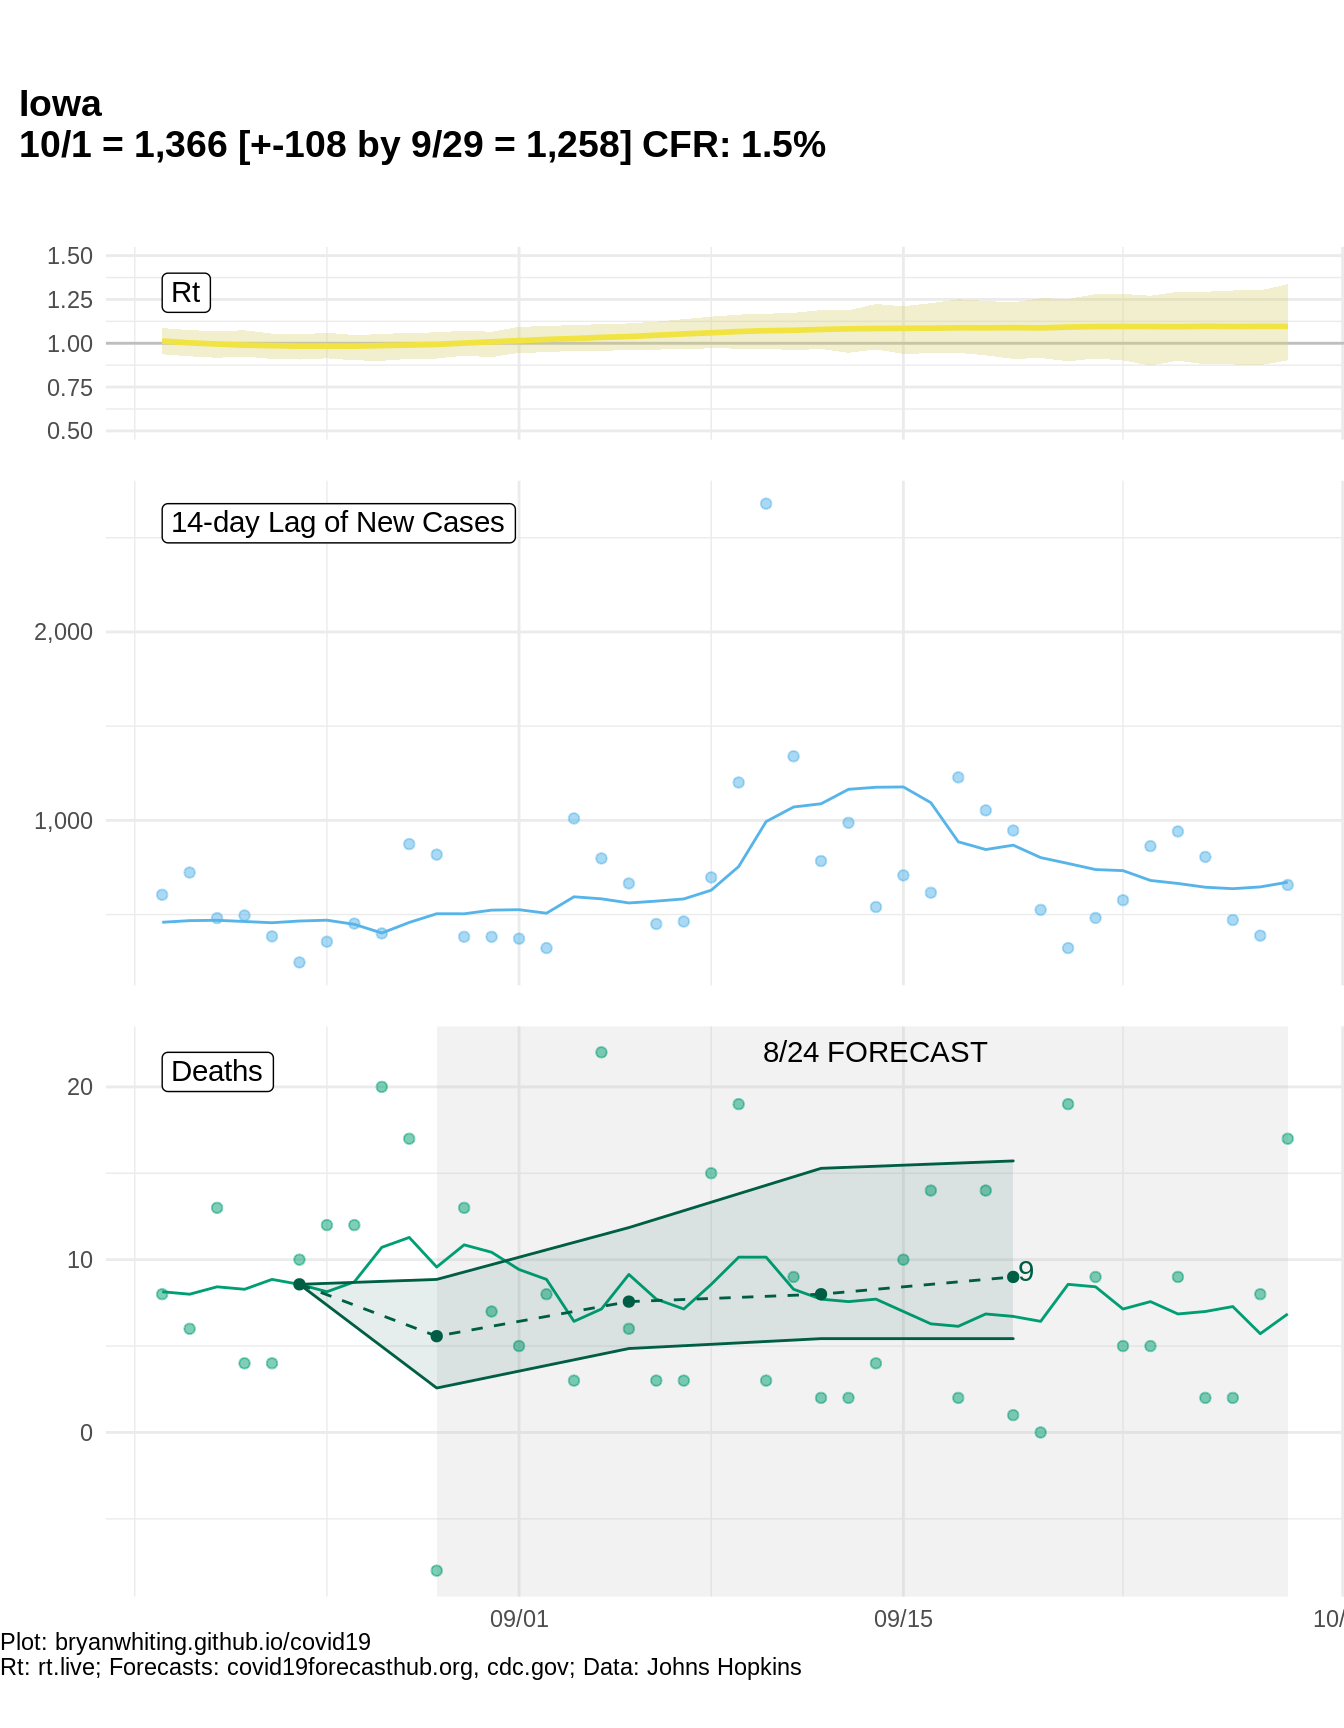 Iowa
10/1 = 1,366 [+-108 by 9/29 = 1,258] CFR: 1.5%
1.50
1.25
1.00
0.75
0.50
Rt
14-day Lag of New Cases
2,000
1,000
Deaths
8/24 FORECAST
20
10
0
9
09/01
09/15
10/
Plot: bryanwhiting.github.io/covid19
Rt: rt.live; Forecasts: covid19forecasthub.org, cdc.gov; Data: Johns Hopkins